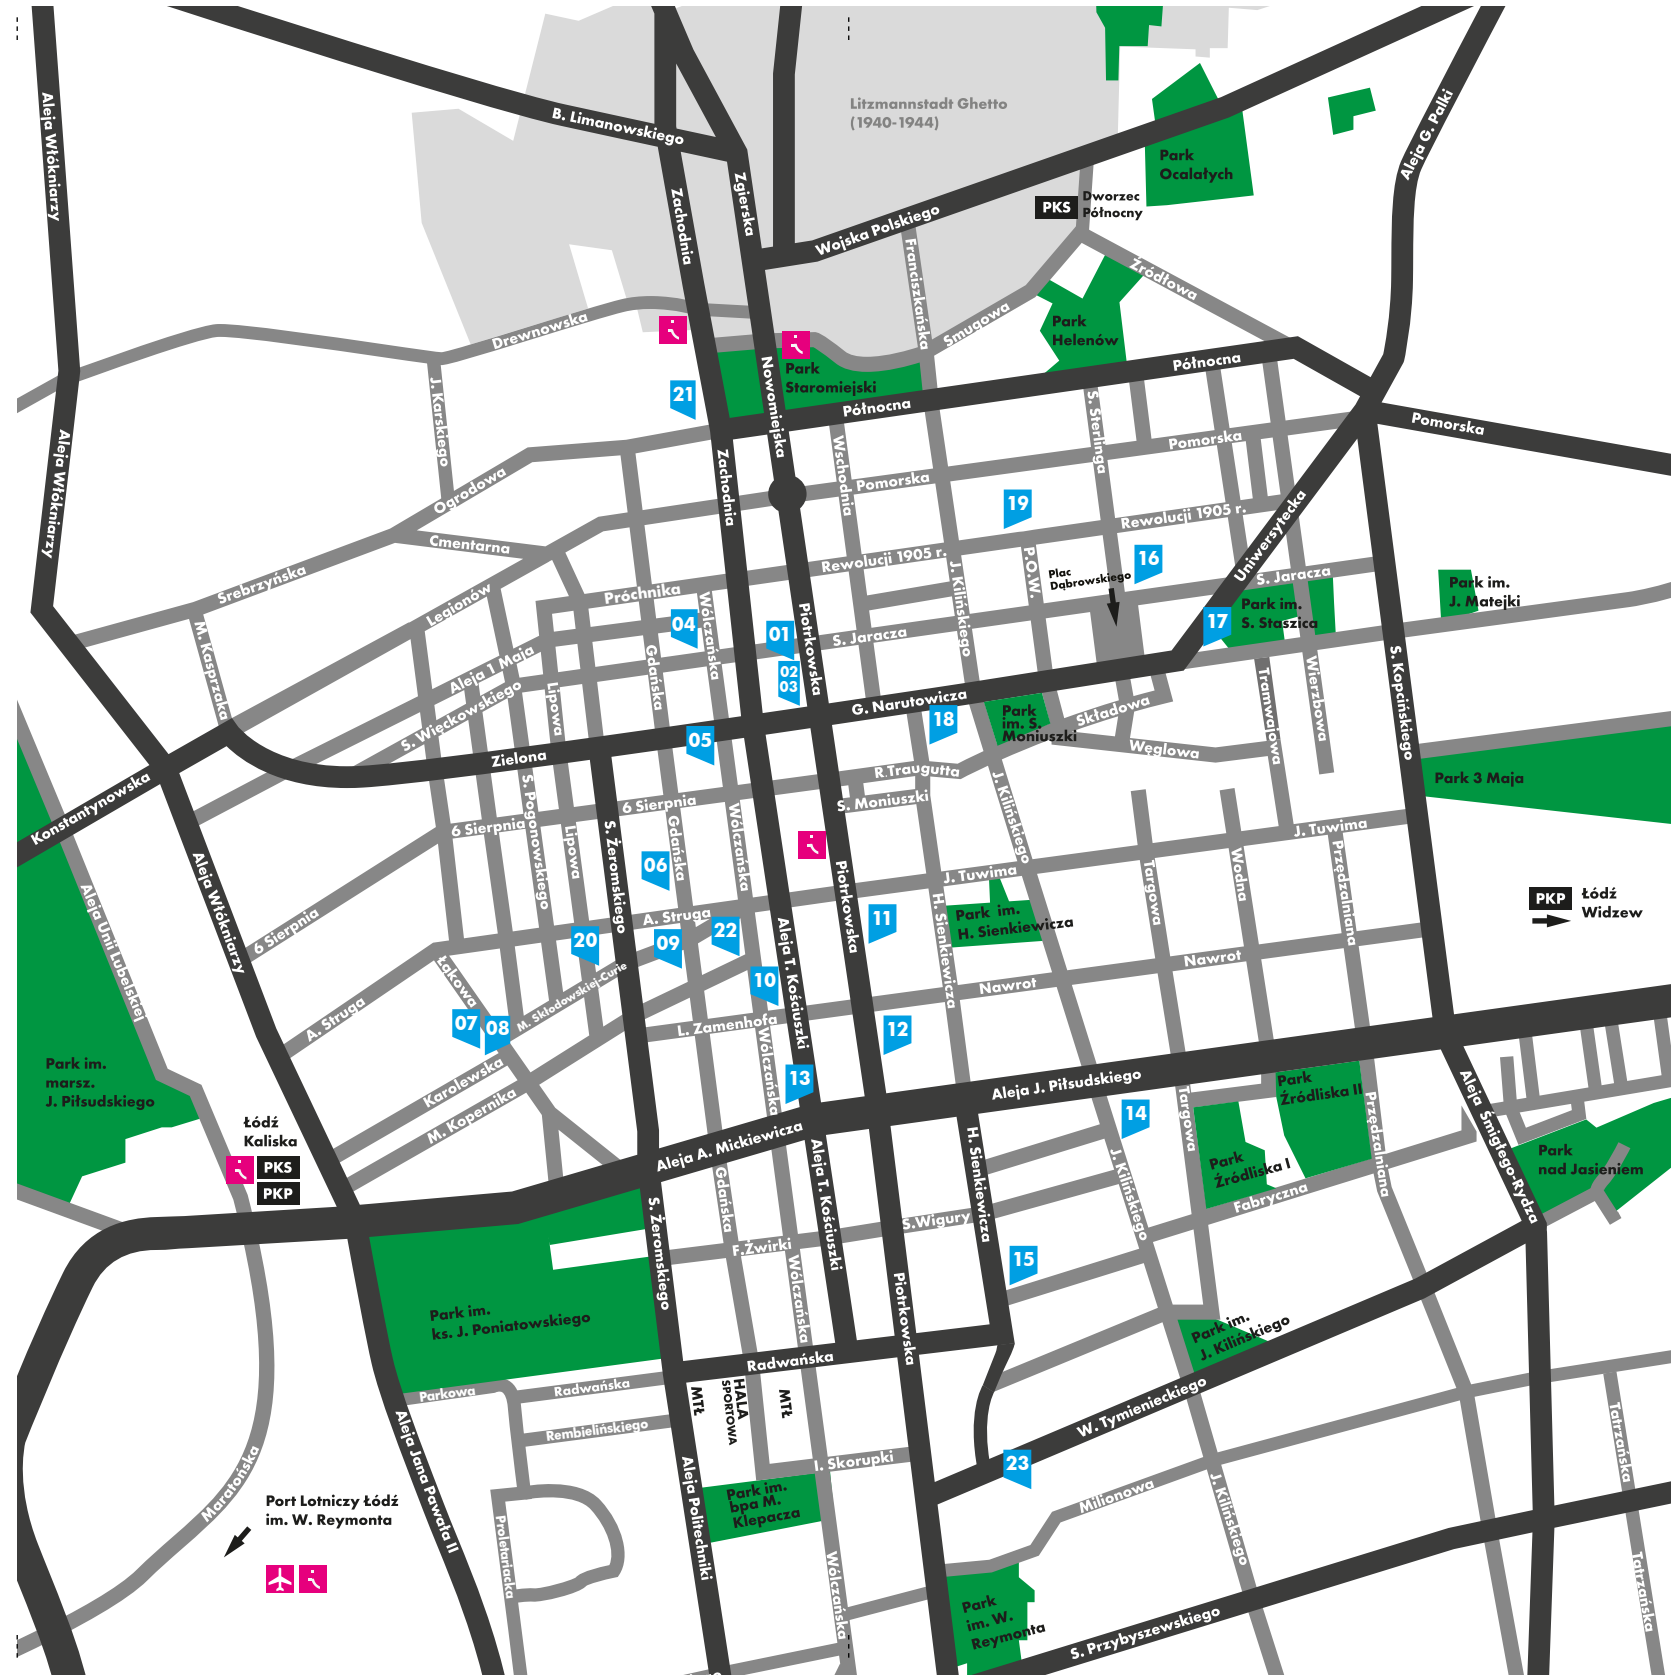 Litzmannstadt Ghetto
(1940-1944)
B. Limanowskiego
Aleja Włókniarzy
Zachodnia
Zgierska
Wojska Polskiego
Park
Ocalałych
Aleja G. Palki
PKS
Dworzec
Północny
Franciszkańska
Źródłowa
Smugowa
Park
Helenów
Drewnowska
J. Karskiego
21
Nowomiejska
Park
Staromiejski
Północna
Północna
S. Sterlinga
Pomorska
Pomorska
Pomorska
Aleja Włókniarzy
Ogrodowa
Zachodnia
Wschodnia
19
Rewolucji 1905 r.
Rewolucji 1905 r.
Uniwersytecka
Cmentarna
Srebrzyńska
Legionów
Próchnika
Wólczańska
J. Kilińskiego
P.O.W.
Plac
Dąbrowskiego
16
S. Jaracza
Park im.
S. Staszica
Park im.
J. Matejki
M. Kasprzaka
04
01
02
03
Piotrkowska
S. Jaracza
17
Aleja 1 Maja
S. Więckowskiego
Lipowa
Gdańska
G. Narutowicza
18
Park
im. S.
Moniuszki
Składowa
Węglowa
Tramwajowa
Wierzbowa
S. Kopcińskiego
05
Zielona
Konstantynowska
R.Traugutta
S. Moniuszki
Park 3 Maja
6 Sierpnia
6 Sierpnia
6 Sierpnia
S. Pogonowskiego
Lipowa
S. Żeromskiego
Gdańska
Wólczańska
06
Piotrkowska
J. Kilińskiego
J. Tuwima
J. Tuwima
Targowa
Wodna
Przędzalniana
PKP
Łódź
Widzew
Aleja Unii Lubelskiej
Aleja Włókniarzy
A. Struga
A. Struga
20
09
22
11
Park im.
H. Sienkiewicza
H. Sienkiewicza
Nawrot
Nawrot
Aleja T. Kościuszki
10
Łąkowa
07
08
M. Skłodowskiej-Curie
L. Zamenhofa
12
Wólczańska
13
Karolewska
M. Kopernika
Park im.
marsz.
J. Piłsudskiego
Łódź
Kaliska
PKS
PKP
Aleja J. Piłsudskiego
Aleja A. Mickiewicza
14
Targowa
Park
Źródliska II
Park
Źródliska I
Przędzalniana
Aleja Śmigłego-Rydza
Park
nad Jasieniem
Fabryczna
J. Kilińskiego
H. Sienkiewicza
S.Wigury
F.Żwirki
Gdańska
Aleja T. Kościuszki
S. Żeromskiego
Wólczańska
15
Piotrkowska
Park im.
ks. J. Poniatowskiego
Park im.
J. Kilińskiego
Radwańska
Radwańska
Parkowa
Rembielińskiego
MTŁ
HALA
SPORTOWA
MTŁ
W. Tymienieckiego
23
I. Skorupki
Milionowa
J. Kilińskiego
Tatrzańska
Tatrzańska
Aleja Jana Pawała II
Proletariacka
Aleja Politechniki
Park im.
bpa M.
Klepacza
Wólczańska
Park
im. W.
Reymonta
S. Przybyszewskiego
Maratońska
Port Lotniczy Łódź
im. W. Reymonta